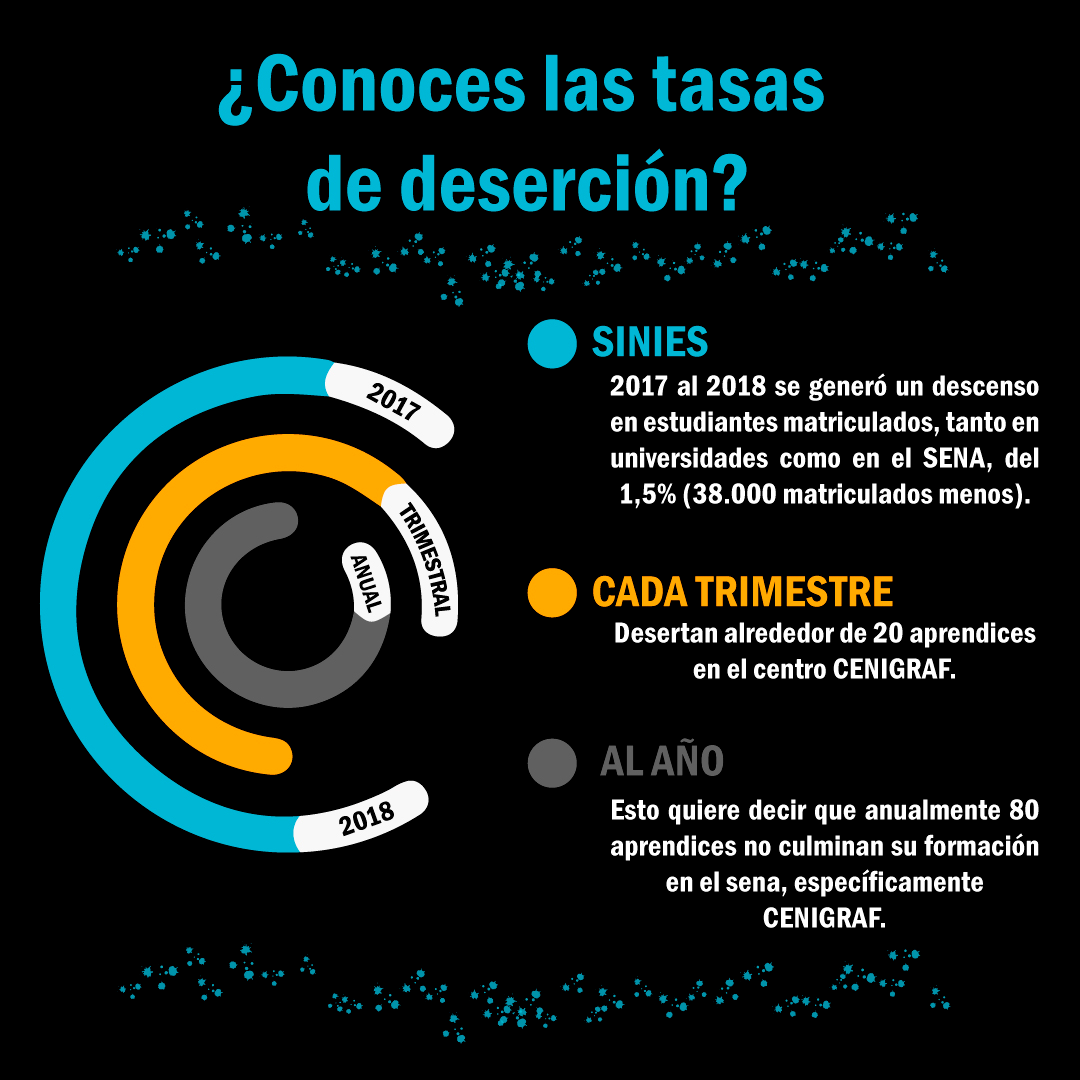 ¿Conoces las tasas
de deserción?
2017
TRIMESTRAL
ANUAL
2018
SINIES
2017 al 2018 se generó un descenso
en estudiantes matriculados, tanto en
universidades como en el SENA, del
1,5% (38.000 matriculados menos).
CADA TRIMESTRE
Desertan alrededor de 20 aprendices
en el centro CENIGRAF.
AL AÑO
Esto quiere decir que anualmente 80
aprendices no culminan su formación
en el sena, específicamente
CENIGRAF.